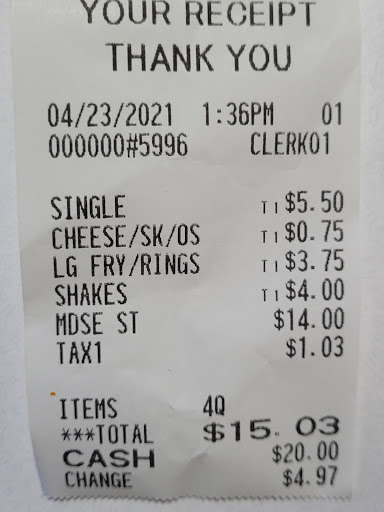 YOUR RECEIPT
THANK YOU
04/23/2021 1:36PM 01
000000#5996 CLERK01
SINGLE T1 $5.50
CHEESE/SK/OS T1 $0.75
LG FRY/RINGS T1 $3.75
SHAKES T1 $4.00
MDSE ST $14.00
TAX1 $1.03
ITEMS 4Q
***TOTAL $15.03
CASH $20.00
CHANGE $4.97